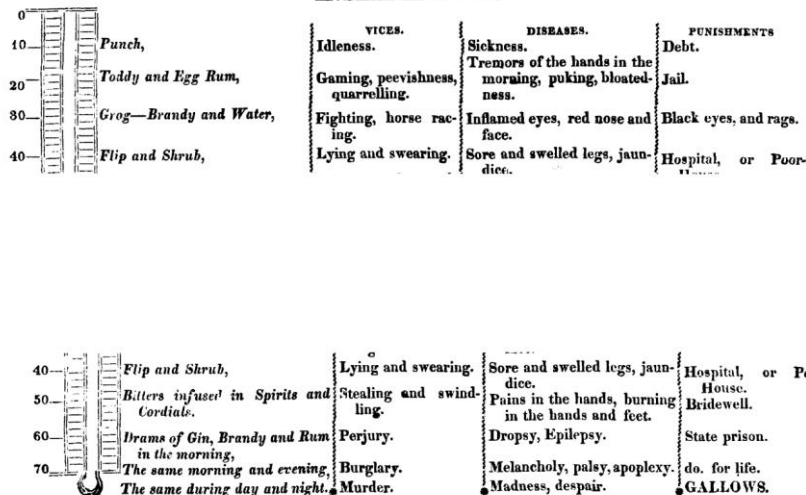 0
VICES. DISEASES. PUNISHMENTS
10 Punch, Idleness. Sickness. Debt.
Tremors of the hands in the
20 Toddy and Egg Rum, Gaming, peevishness, morning, puking, bloated- Jail.
quarrelling. ness.
30 Grog—Brandy and Water, Fighting, horse rac- Inflamed eyes, red nose and Black eyes, and rags.
ing. face.
40 Flip and Shrub, Lying and swearing. Sore and swelled legs, jaun- Hospital, or Poor-
dice.
40 Flip and Shrub, Lying and swearing. Sore and swelled legs, jaun- Hospital, or
dice. House.
50 Bitters infused in Spirits and Stealing and swind- Pains in the hands, burning Bridewell.
Cordials. ling. in the hands and feet.
60 Drams of Gin, Brandy and Rum Perjury. Dropsy, Epilepsy. State prison.
in the morning,
70 The same morning and evening, Burglary. Melancholy, palsy, apoplexy. do. for life.
The same during day and night. Murder. Madness, despair. GALLOWS.